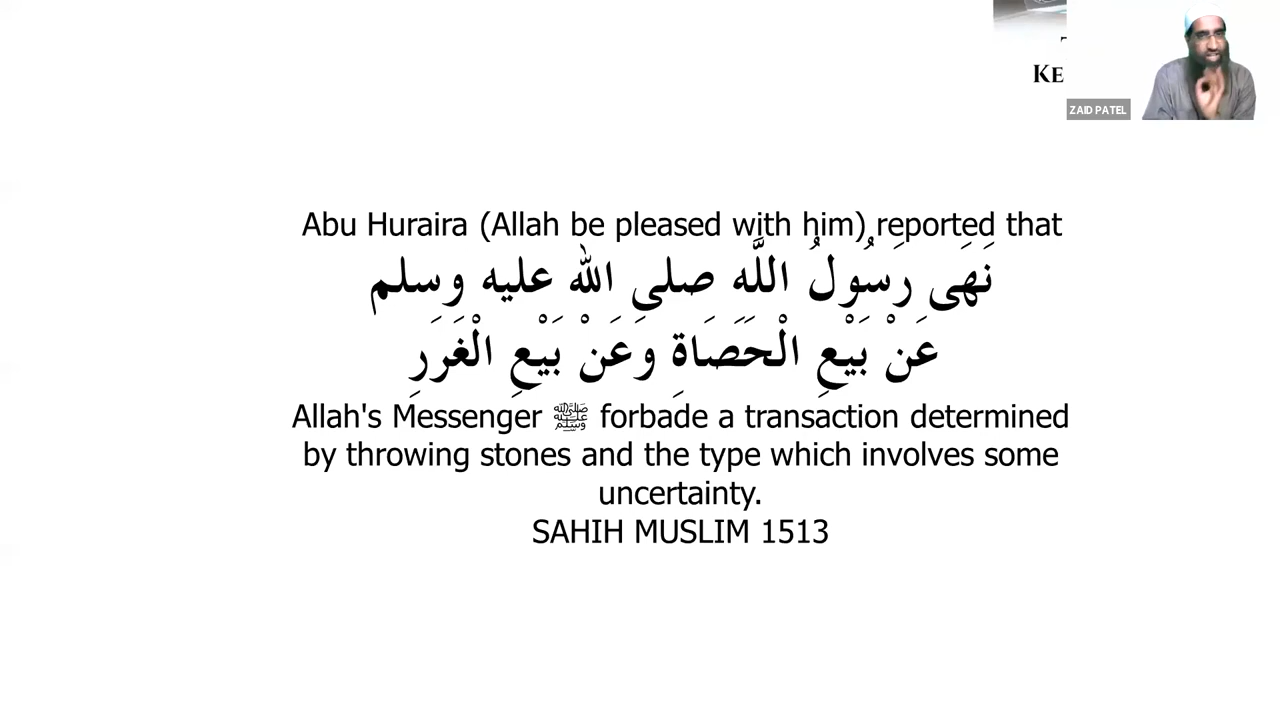 KE
ZAID PATEL
Abu Huraira (Allah be pleased with him) reported that
نَهَى رَسُولُ اللَّهِ صلى الله عليه وسلم
عَنْ بَيْعِ الْحَصَاةِ وَعَنْ بَيْعِ الْغَرَرِ
Allah's Messenger ﷺ forbade a transaction determined
by throwing stones and the type which involves some
uncertainty.
SAHIH MUSLIM 1513